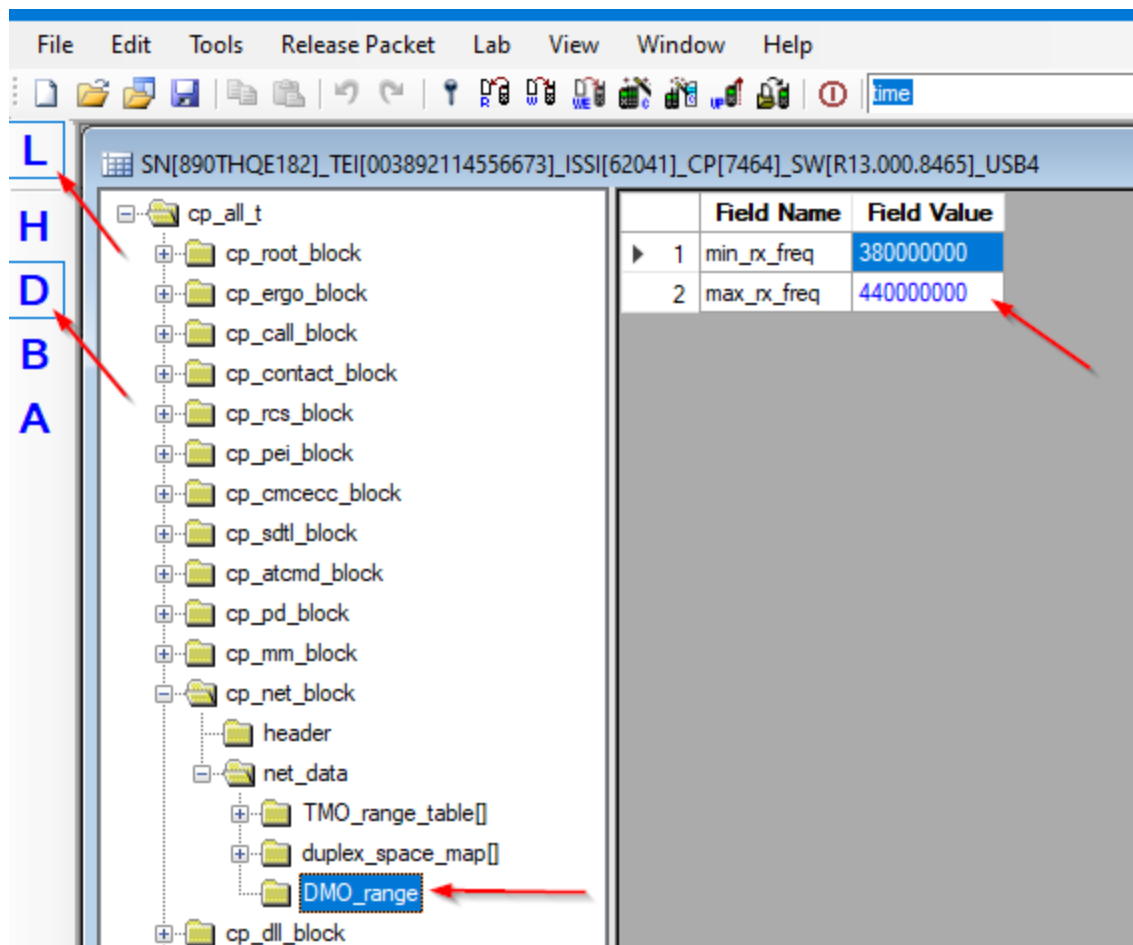 File Edit Tools Release Packet Lab View Window Help
R W WE C UP time
L
H
D
B
A
SN[890THQE182]_TEI[003892114556673]_ISSI[62041]_CP[7464]_SW[R13.000.8465]_USB4
cp_all_t
cp_root_block
cp_ergo_block
cp_call_block
cp_contact_block
cp_rcs_block
cp_pei_block
cp_cmcecc_block
cp_sdtl_block
cp_atcmd_block
cp_pd_block
cp_mm_block
cp_net_block
header
net_data
TMO_range_table[]
duplex_space_map[]
DMO_range
cp_dll_block
Field Name Field Value
1 min_rx_freq 380000000
2 max_rx_freq 440000000